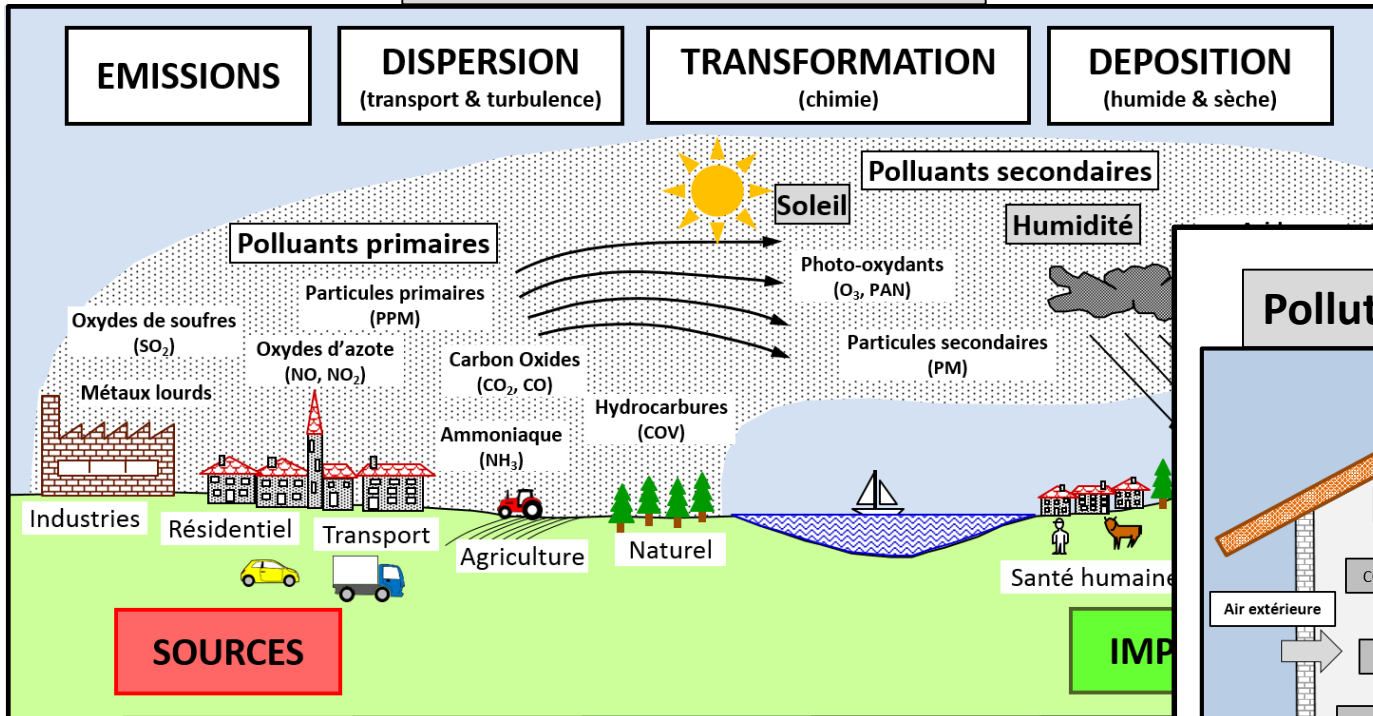 EMISSIONS
DISPERSION
(transport & turbulence)
TRANSFORMATION
(chimie)
DEPOSITION
(humide & sèche)
Polluants secondaires
Soleil
Humidité
Polluants primaires
Photo-oxydants
(O₃, PAN)
Particules primaires
(PPM)
Oxydes de soufres
(SO₂)
Oxydes d'azote
(NO, NO₂)
Particules secondaires
(PM)
Carbon Oxides
(CO₂, CO)
Métaux lourds
Hydrocarbures
(COV)
Ammoniaque
(NH₃)
Industries
Résidentiel
Transport
Agriculture
Naturel
Santé humaine
SOURCES
IMP
Pollut
Air extérieure